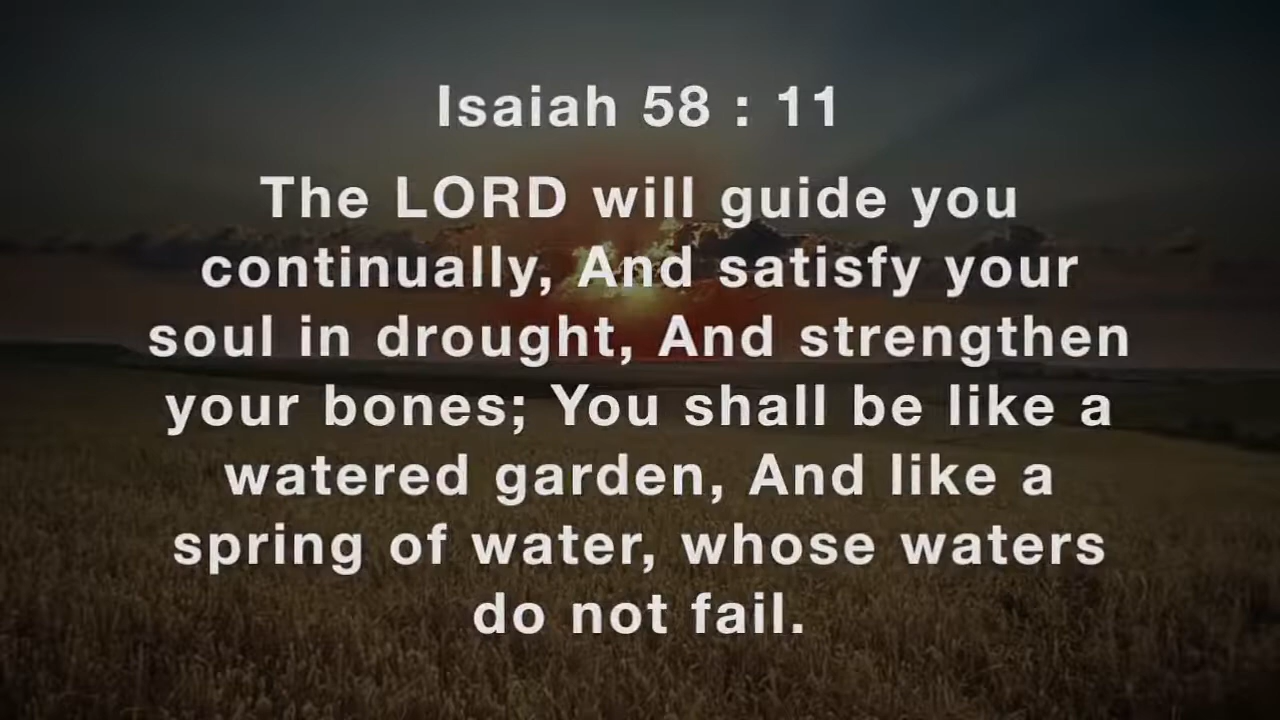 Isaiah 58 : 11
The LORD will guide you
continually, And satisfy your
soul in drought, And strengthen
your bones; You shall be like a
watered garden, And like a
spring of water, whose waters
do not fail.